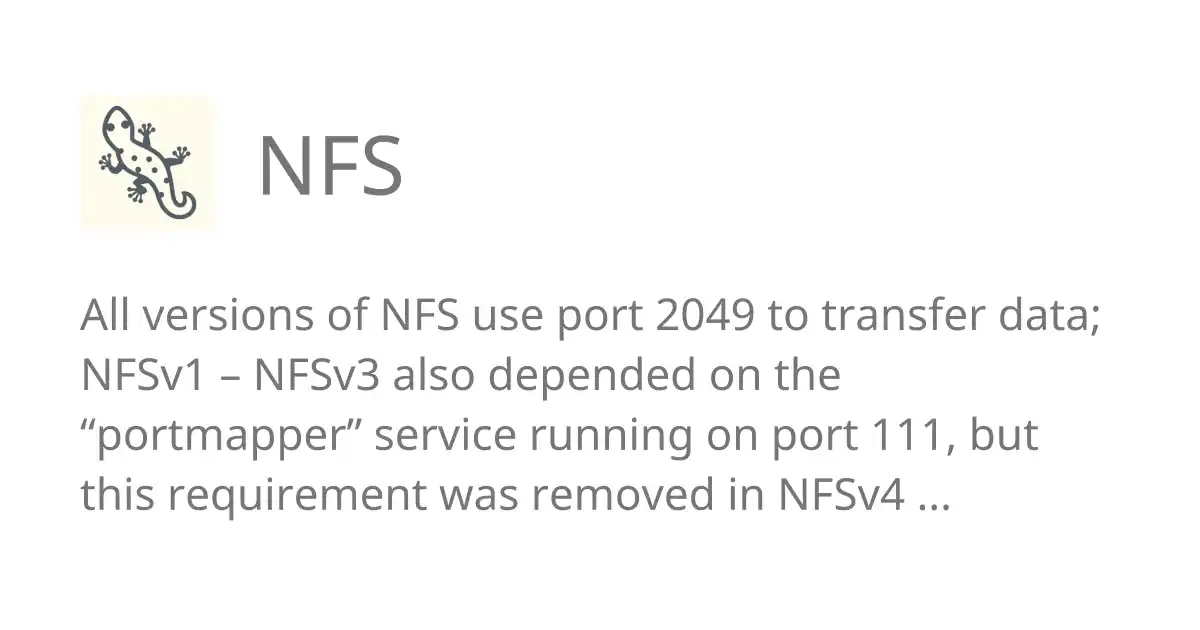 NFS
All versions of NFS use port 2049 to transfer data;
NFSv1 – NFSv3 also depended on the
“portmapper” service running on port 111, but
this requirement was removed in NFSv4 ...